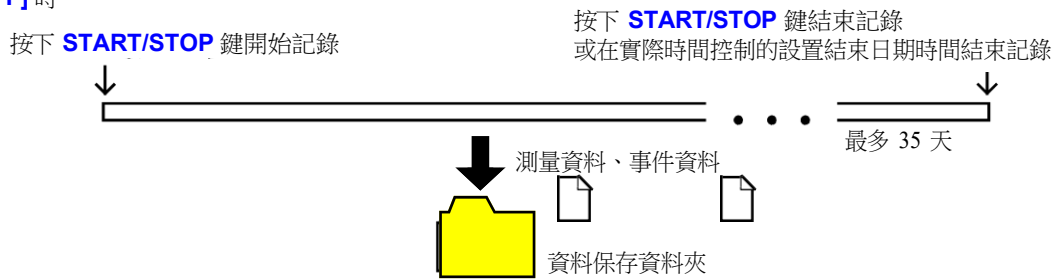 時
按下 START/STOP 鍵開始記錄
按下 START/STOP 鍵結束記錄
或在實際時間控制的設置結束日期時間結束記錄
最多 35 天
測量資料、事件資料
資料保存資料夾